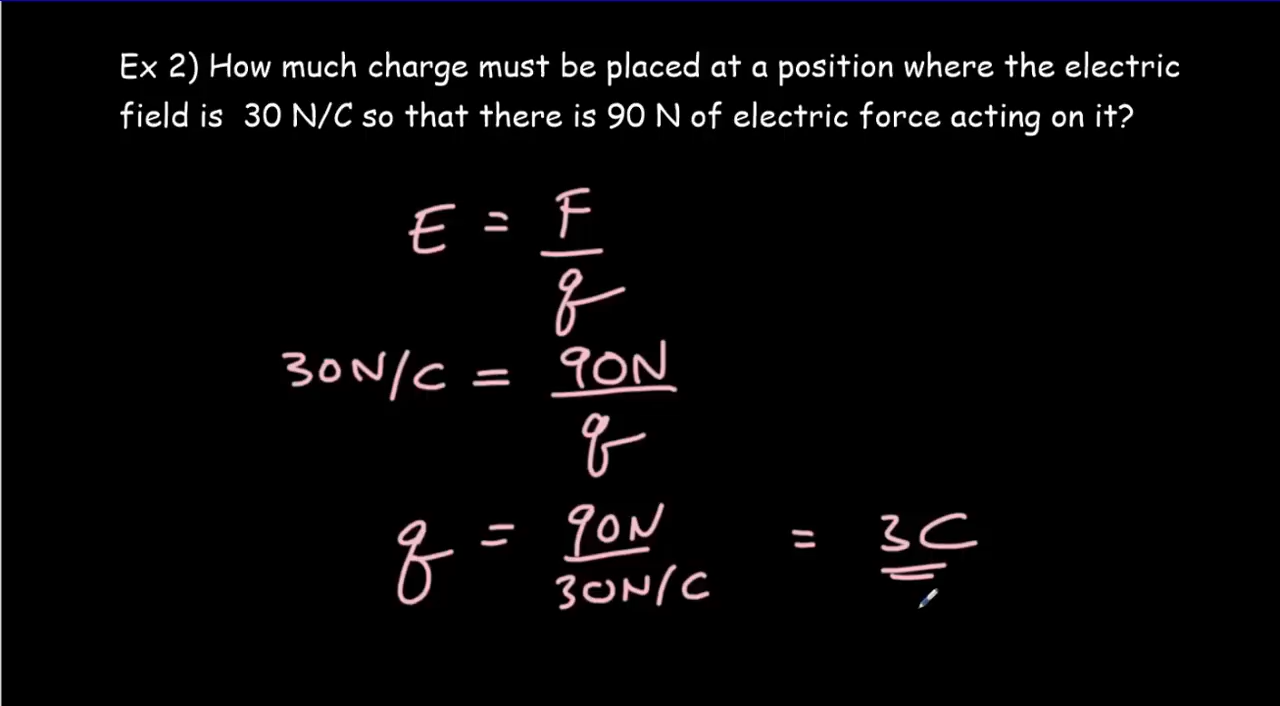 Ex 2) How much charge must be placed at a position where the electric
field is 30 N/C so that there is 90 N of electric force acting on it?
E = F/q
30N/C = 90N/q
q = 90N/30N/C = 3C